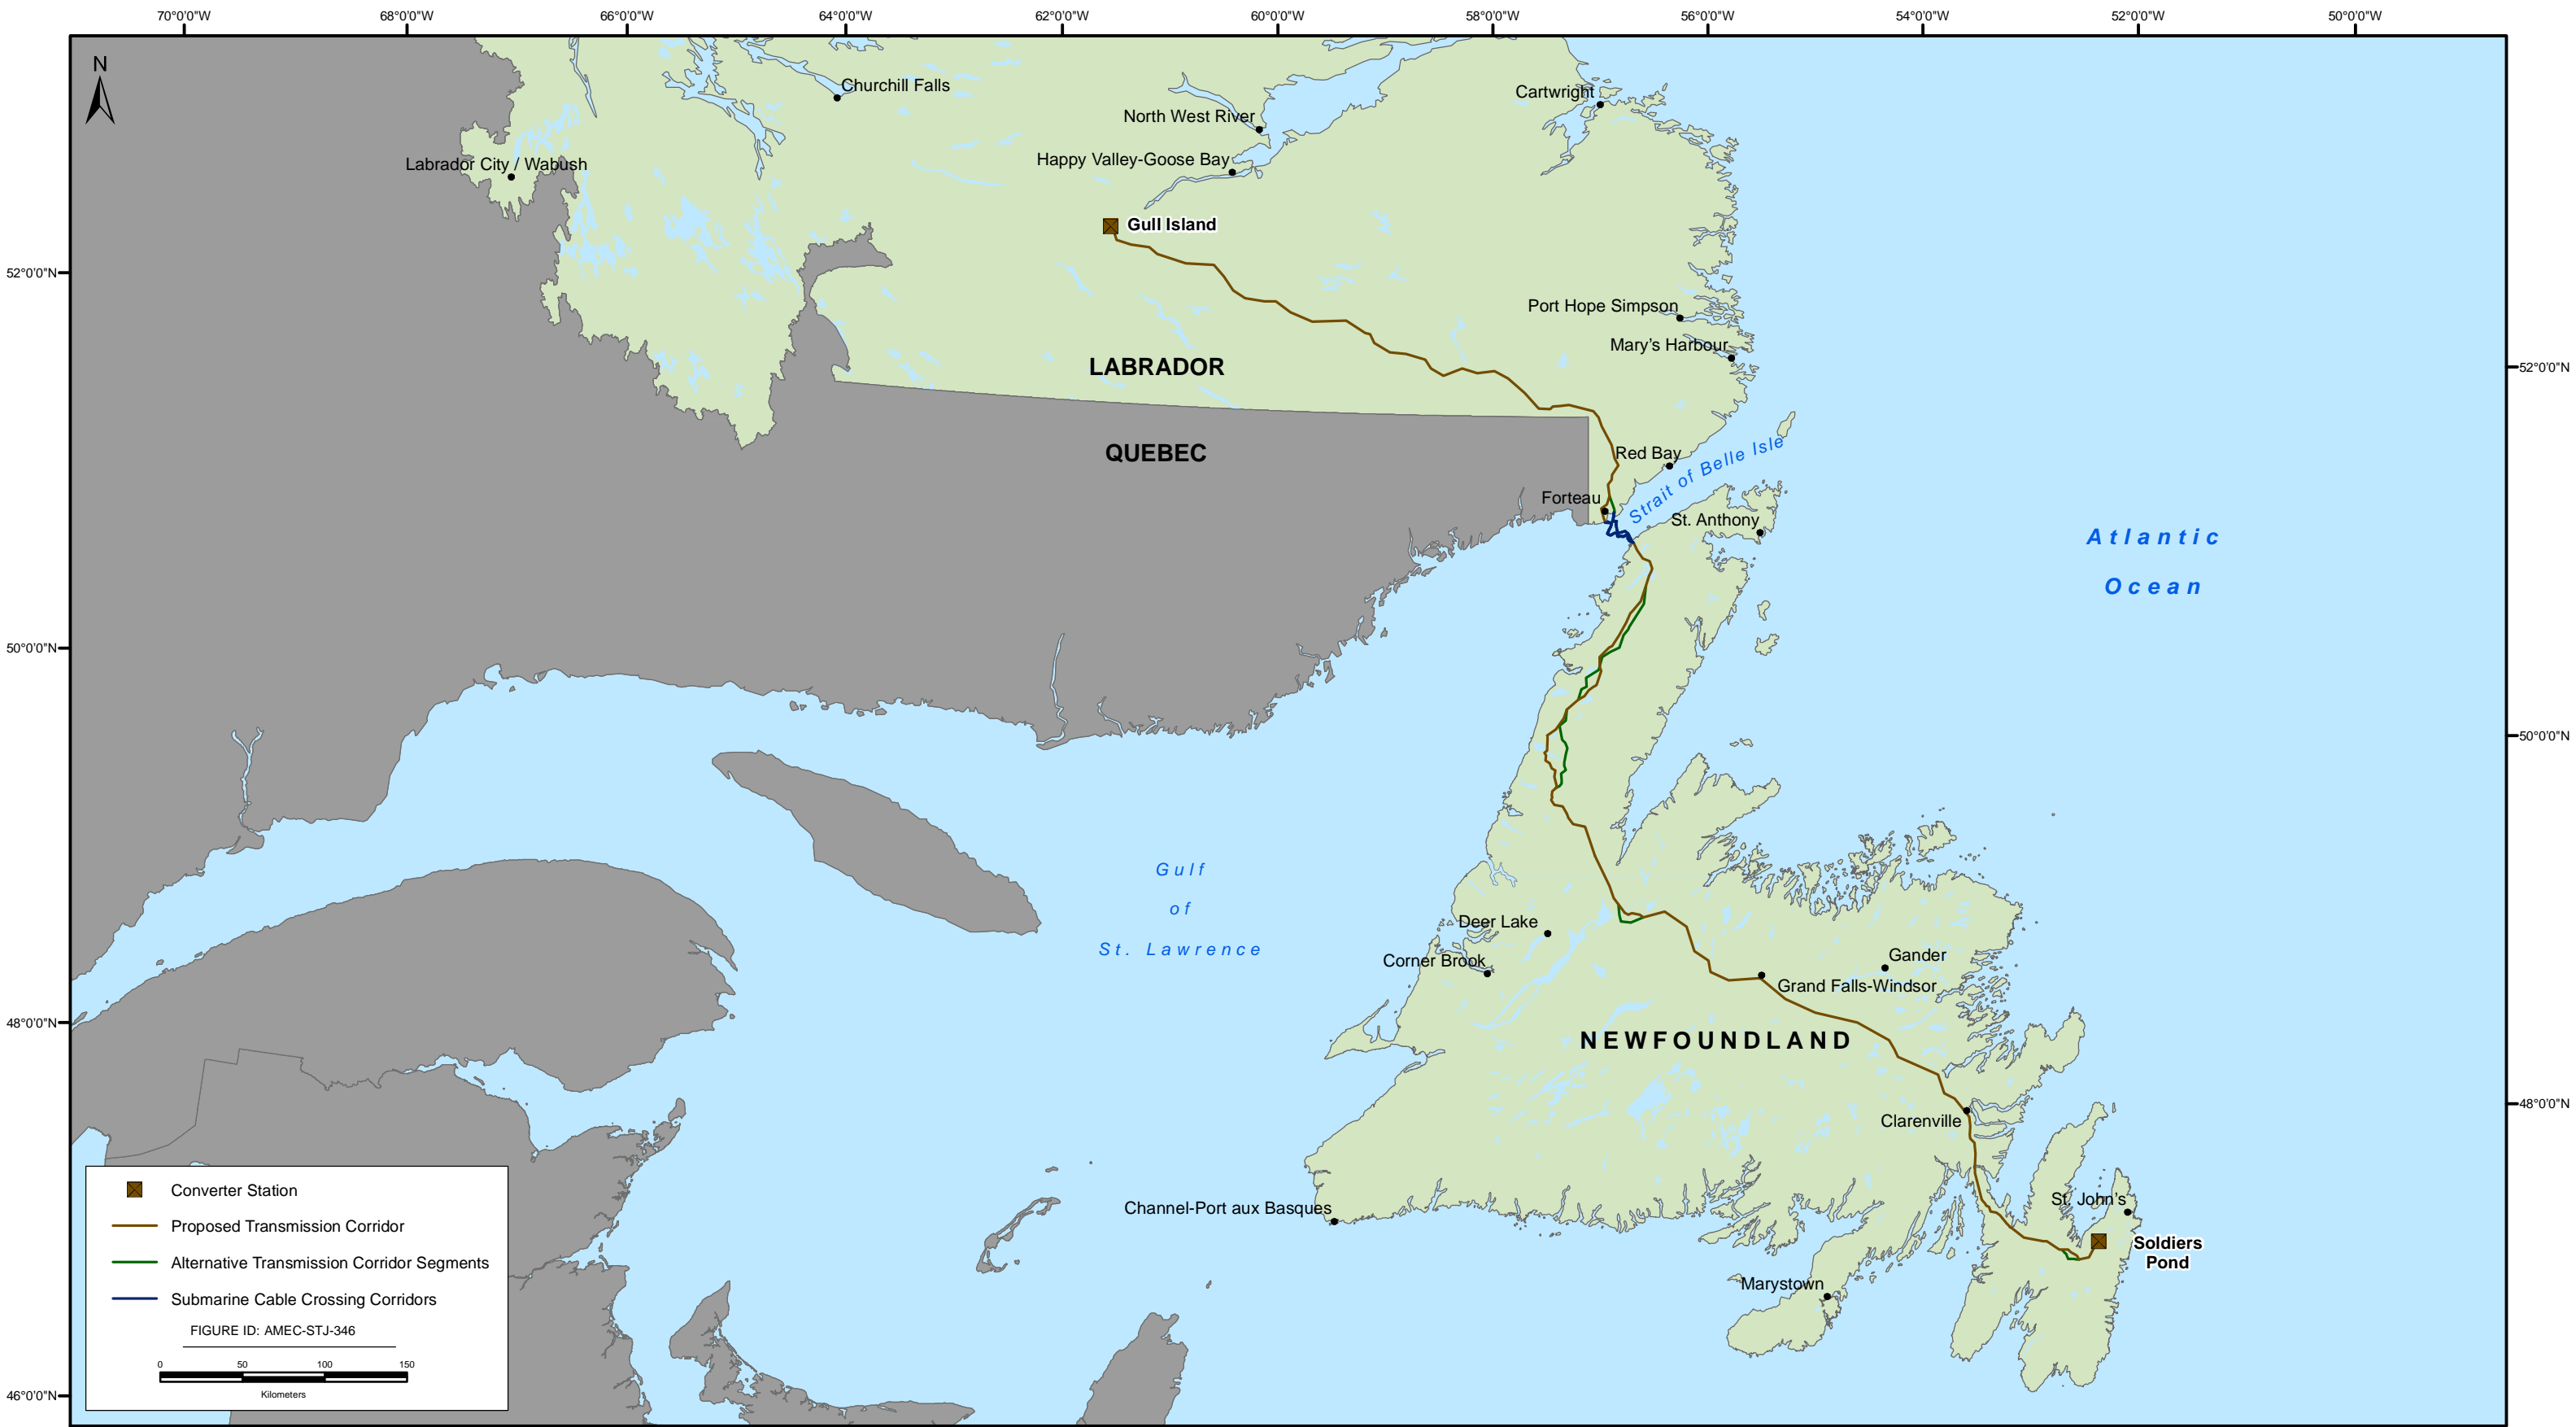 70°0'0"W 68°0'0"W 66°0'0"W 64°0'0"W 62°0'0"W 60°0'0"W 58°0'0"W 56°0'0"W 54°0'0"W 52°0'0"W 50°0'0"W
N
Churchill Falls
Cartwright
North West River
Happy Valley-Goose Bay
Labrador City / Wabush
Gull Island
52°0'0"N
Port Hope Simpson
Mary's Harbour
LABRADOR
52°0'0"N
QUEBEC
Red Bay
Strait of Belle Isle
Forteau
St. Anthony
Atlantic
Ocean
50°0'0"N
50°0'0"N
Gulf
of
St. Lawrence
Deer Lake
Corner Brook
Gander
Grand Falls-Windsor
48°0'0"N
NEWFOUNDLAND
48°0'0"N
Clarenville
St. John's
Channel-Port aux Basques
Soldiers
Pond
Marystown
Converter Station
Proposed Transmission Corridor
Alternative Transmission Corridor Segments
Submarine Cable Crossing Corridors
FIGURE ID: AMEC-STJ-346
0 50 100 150
Kilometers
46°0'0"N